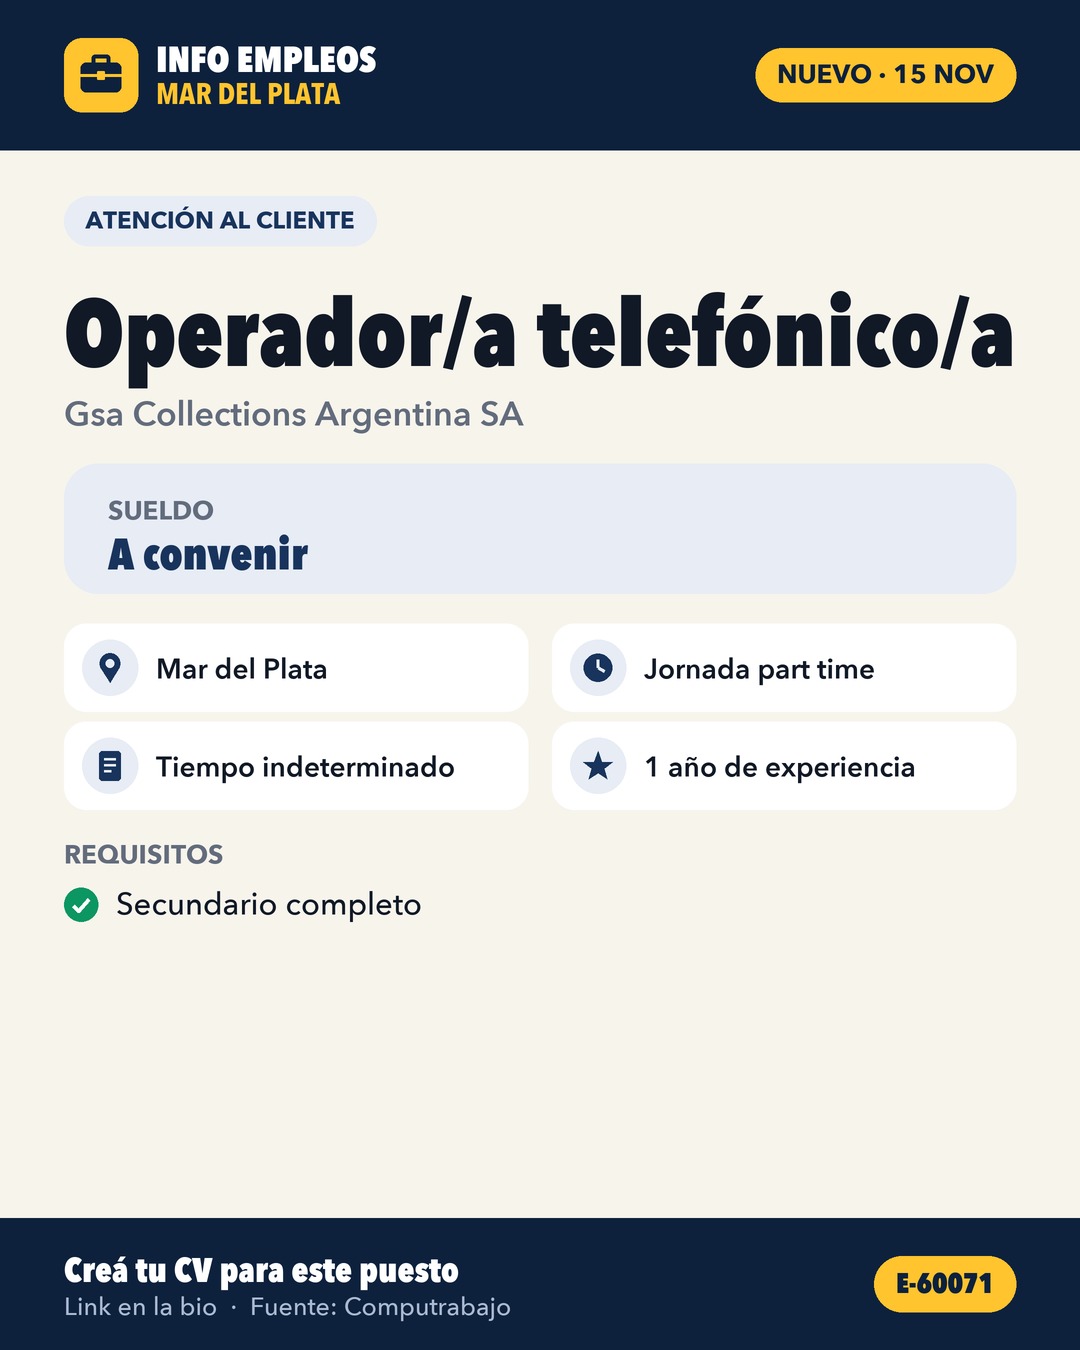 INFO EMPLEOS
MAR DEL PLATA
NUEVO · 15 NOV
ATENCIÓN AL CLIENTE
Operador/a telefónico/a
Gsa Collections Argentina SA
SUELDO
A convenir
Mar del Plata
Jornada part time
Tiempo indeterminado
1 año de experiencia
REQUISITOS
Secundario completo
Creá tu CV para este puesto
Link en la bio · Fuente: Computrabajo
E-60071